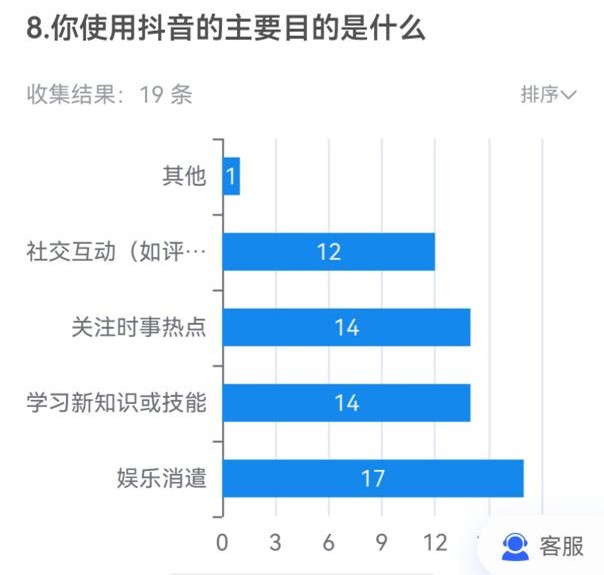 8.你使用抖音的主要目的是什么
收集结果：19 条
排序
其他
1
社交互动（如评…
12
关注时事热点
14
学习新知识或技能
14
娱乐消遣
17
0 3 6 9 12
客服